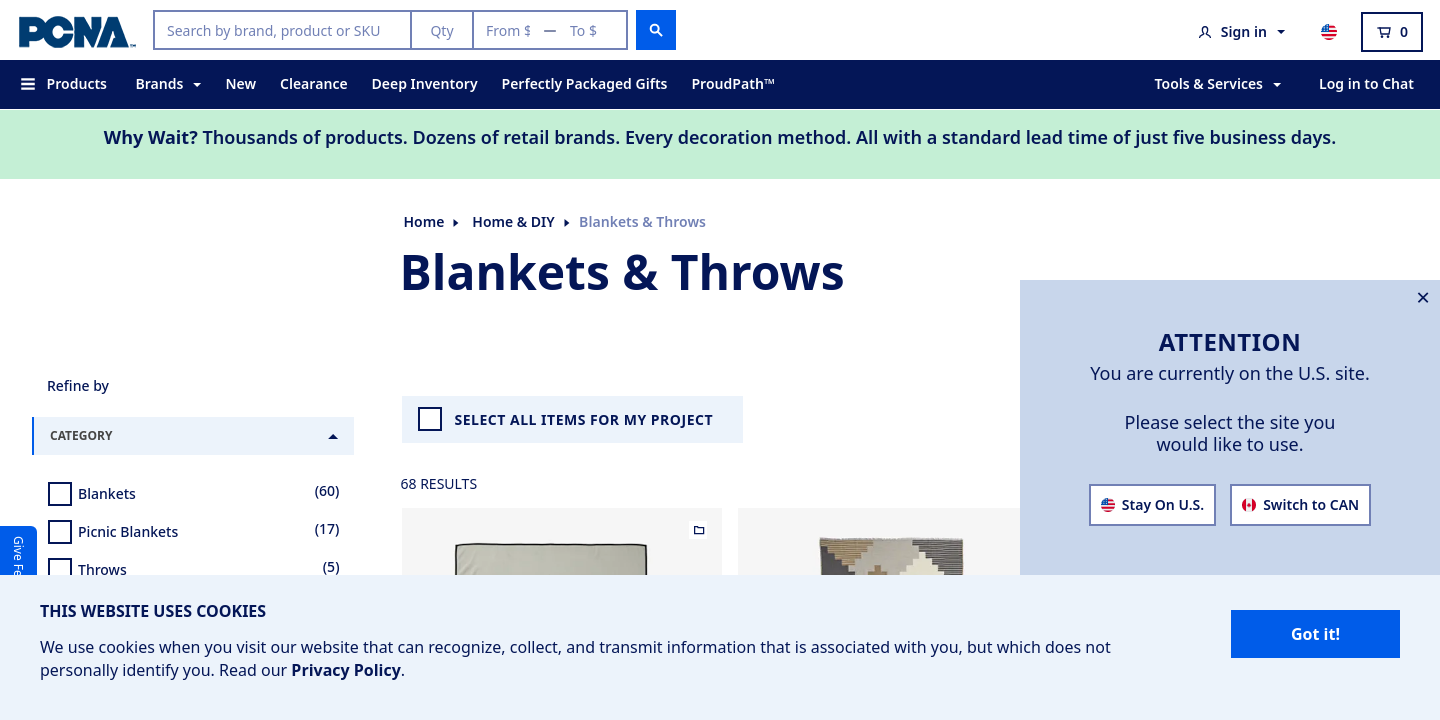 PCNA™
Search by brand, product or SKU
Qty
From $ — To $
Sign in
0
Products
Brands
New
Clearance
Deep Inventory
Perfectly Packaged Gifts
ProudPath™
Tools & Services
Log in to Chat
Why Wait? Thousands of products. Dozens of retail brands. Every decoration method. All with a standard lead time of just five business days.
Home
Home & DIY
Blankets & Throws
Blankets & Throws
ATTENTION
You are currently on the U.S. site.
Please select the site you
would like to use.
Stay On U.S.
Switch to CAN
Refine by
CATEGORY
Blankets (60)
Picnic Blankets (17)
Throws (5)
SELECT ALL ITEMS FOR MY PROJECT
68 RESULTS
Give
THIS WEBSITE USES COOKIES
We use cookies when you visit our website that can recognize, collect, and transmit information that is associated with you, but which does not
personally identify you. Read our Privacy Policy.
Got it!